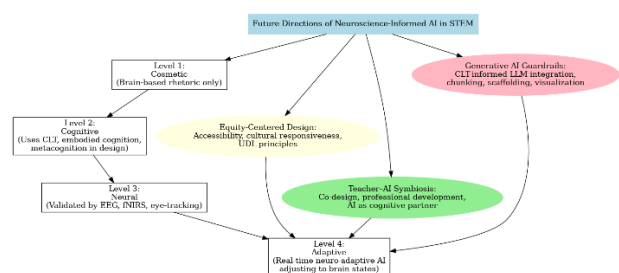 Future Directions of Neuroscience-Informed AI in STEM
Level 1:
Cosmetic
(Brain-based rhetoric only)
Generative AI Guardrails:
CLT-informed LLM integration,
chunking, scaffolding, visualization
Level 2:
Cognitive
(Uses CLT, embodied cognition,
metacognition in design)
Equity-Centered Design:
Accessibility, cultural responsiveness,
UDL principles
Level 3:
Neural
(Validated by EEG, fNIRS, eye-tracking)
Teacher-AI Symbiosis:
Co-design, professional development,
AI as cognitive partner
Level 4:
Adaptive
(Real-time neuro-adaptive AI
adjusting to brain states)